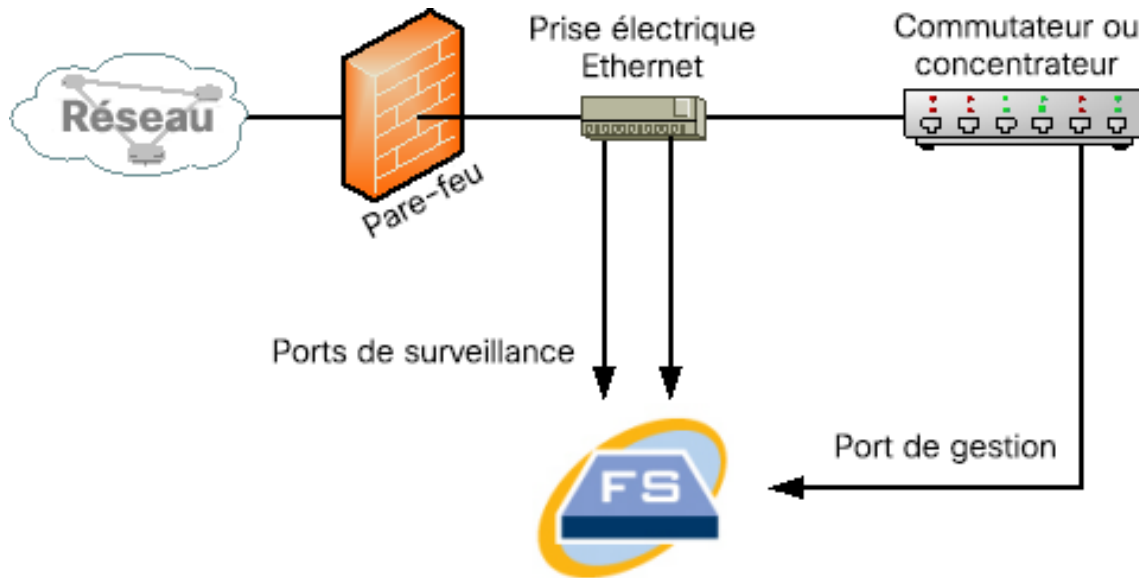 Prise électrique
Ethernet
Commutateur ou
concentrateur
Réseau
Pare-feu
Ports de surveillance
Port de gestion
FS